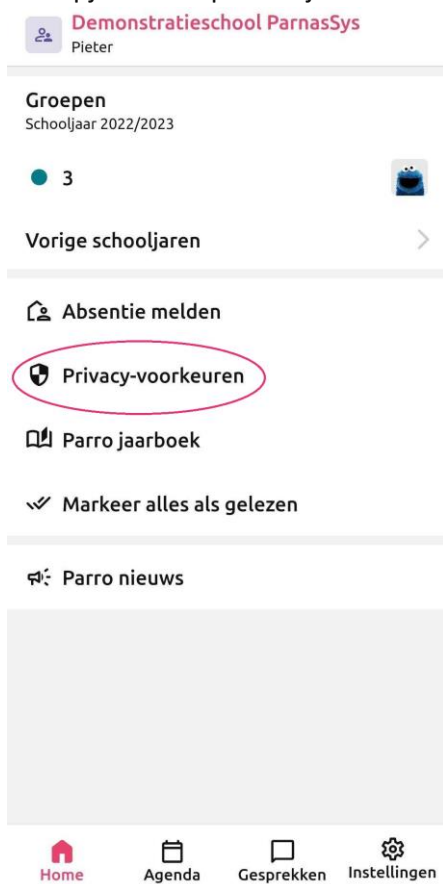 Demonstratieschool ParnasSys
Pieter
Groepen
Schooljaar 2022/2023
3
Vorige schooljaren
Absentie melden
Privacy-voorkeuren
Parro jaarboek
Markeer alles als gelezen
Parro nieuws
Home Agenda Gesprekken Instellingen